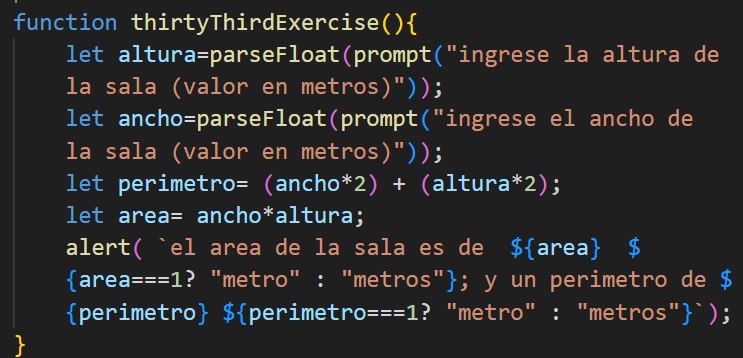 function thirtyThirdExercise(){
let altura=parseFloat(prompt("ingrese la altura de
la sala (valor en metros)"));
let ancho=parseFloat(prompt("ingrese el ancho de
la sala (valor en metros)"));
let perimetro= (ancho*2) + (altura*2);
let area= ancho*altura;
alert( `el area de la sala es de  ${area}  $
{area===1? "metro" : "metros"}; y un perimetro de $
{perimetro} ${perimetro===1? "metro" : "metros"}`);
}